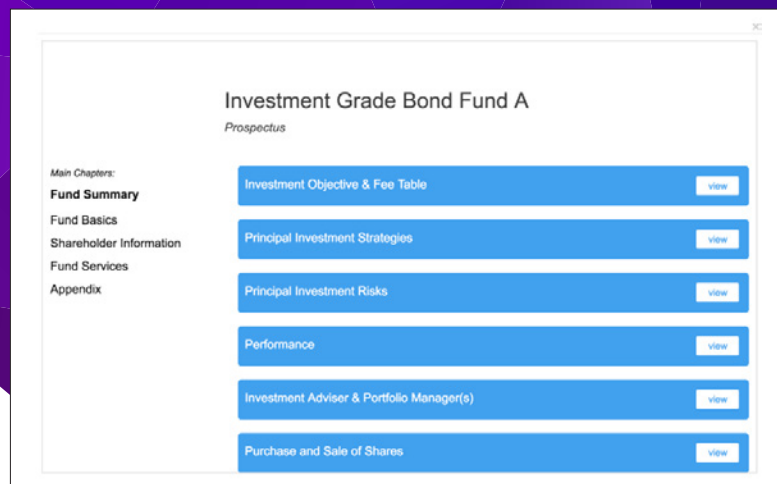 Investment Grade Bond Fund A
Prospectus
Main Chapters:
Fund Summary
Fund Basics
Shareholder Information
Fund Services
Appendix
Investment Objective & Fee Table
view
Principal Investment Strategies
view
Principal Investment Risks
view
Performance
view
Investment Adviser & Portfolio Manager(s)
view
Purchase and Sale of Shares
view